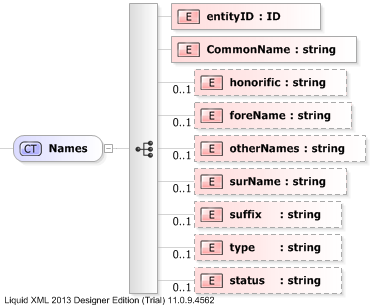 E entityID : ID
E CommonName : string
0..1 E honorific : string
0..1 E foreName : string
CT Names
0..1 E otherNames : string
0..1 E surName : string
0..1 E suffix : string
0..1 E type : string
0..1 E status : string
Liquid XML 2013 Designer Edition (Trial) 11.0.9.4562